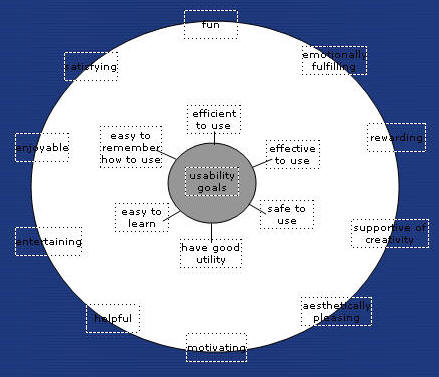 fun
emotionally
fulfilling
satisfying
efficient
to use
easy to
remember
how to use
effective
to use
rewarding
enjoyable
usability
goals
easy to
learn
safe to
use
supportive of
creativity
entertaining
have good
utility
aesthetically
pleasing
helpful
motivating